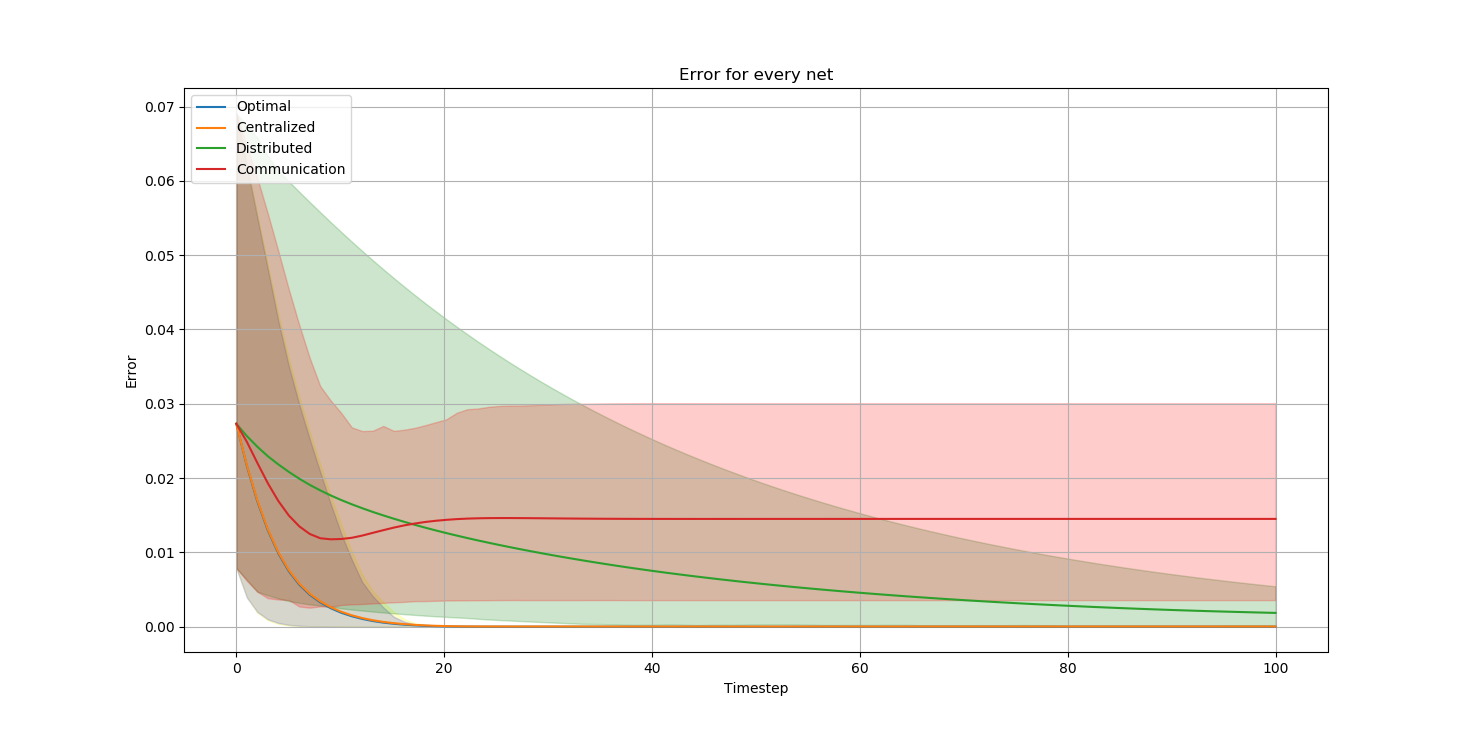 Error for every net
Optimal
Centralized
Distributed
Communication
0.07
0.06
0.05
0.04
0.03
0.02
0.01
0.00
Error
0 20 40 60 80 100
Timestep